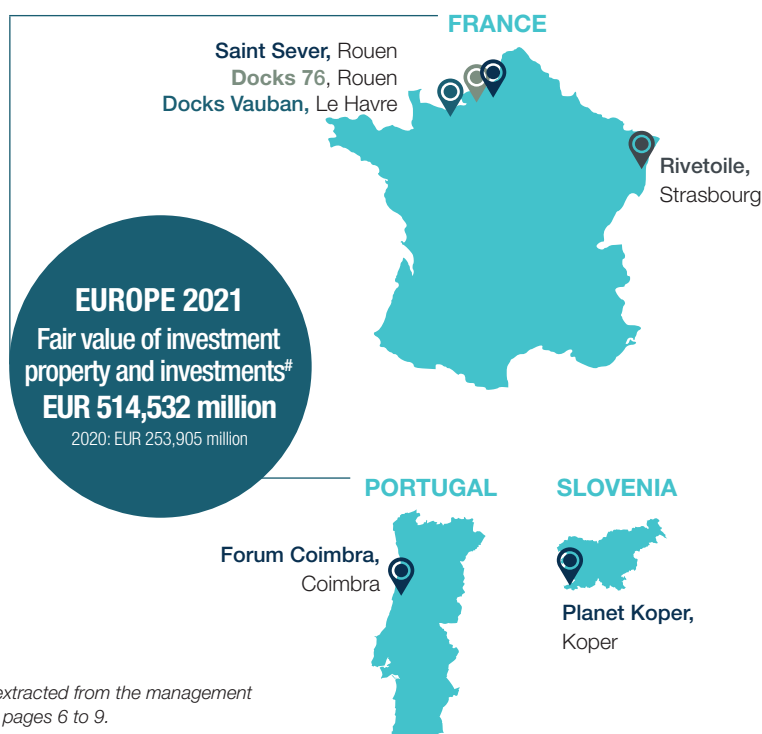 FRANCE
Saint Sever, Rouen
Docks 76, Rouen
Docks Vauban, Le Havre
Rivetoile,
Strasbourg
EUROPE 2021
Fair value of investment
property and investments#
EUR 514,532 million
2020: EUR 253,905 million
PORTUGAL
SLOVENIA
Forum Coimbra,
Coimbra
Planet Koper,
Koper
extracted from the management
pages 6 to 9.